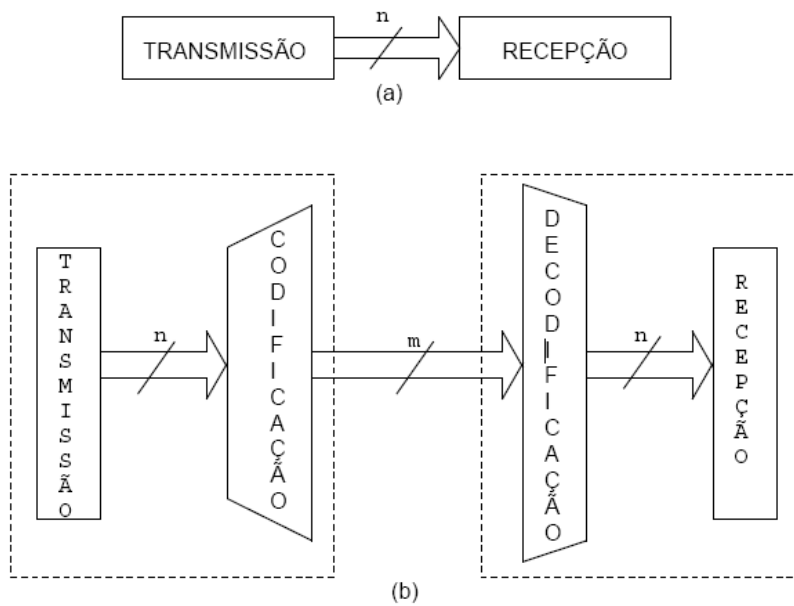 n
TRANSMISSÃO
RECEPÇÃO
(a)
TRANSMISSÃO
n
CODIFICAÇÃO
m
DECODIFICAÇÃO
n
RECEPÇÃO
(b)